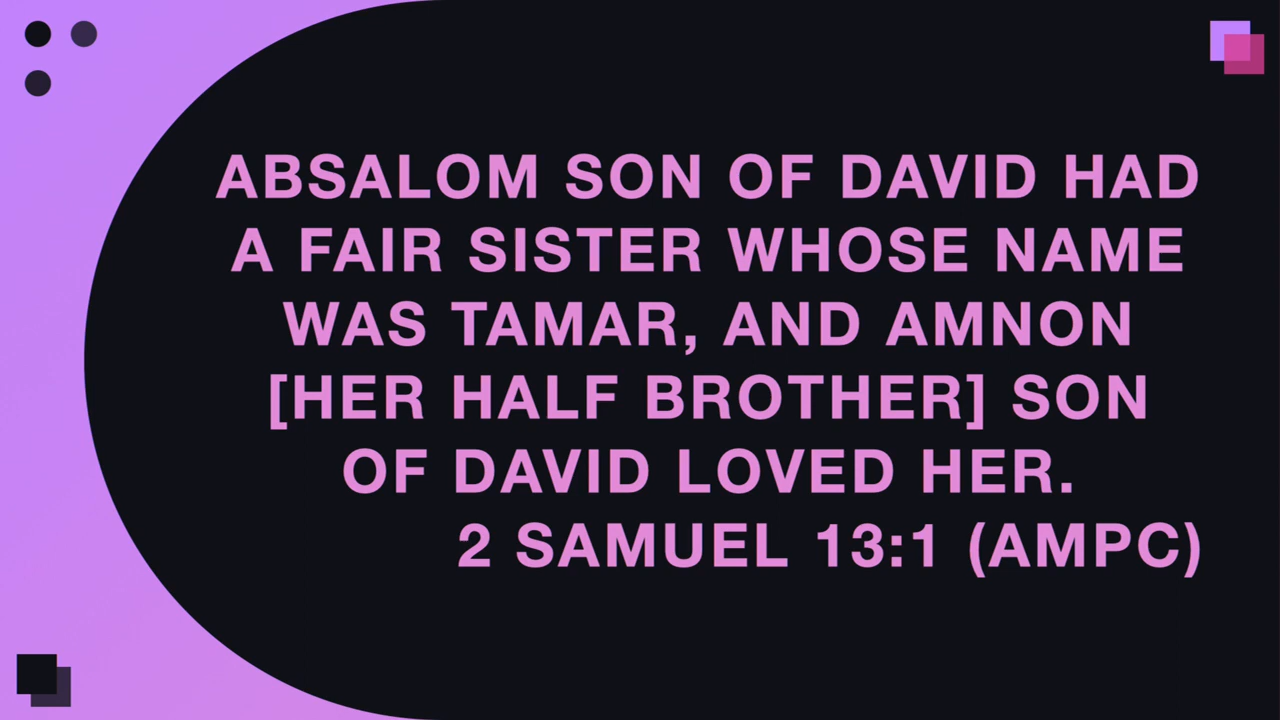 ABSALOM SON OF DAVID HAD
A FAIR SISTER WHOSE NAME
WAS TAMAR, AND AMNON
[HER HALF BROTHER] SON
OF DAVID LOVED HER.
2 SAMUEL 13:1 (AMPC)